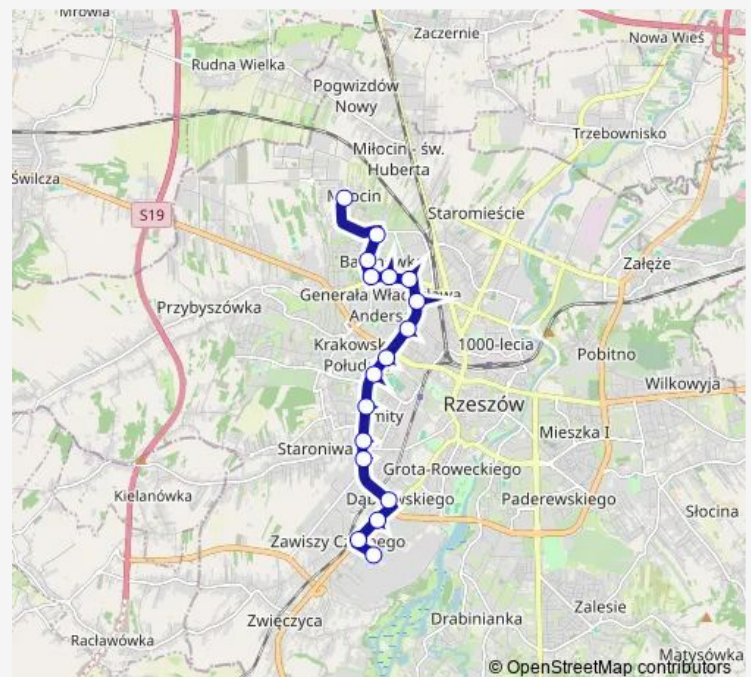 Mrowla
Zaczernie
Nowa Wieś
Rudna Wielka
Pogwizdów
Nowy
Trzebownisko
Miłocin - św.
Huberta
Świlcza
S19
Staromieście
Załęże
Generała Wład
Anders
Przybyszówka
1000-lecia
Krakowsk
Połud
Pobitno
Wilkowyja
Rzeszów
Mieszka I
Staroniwa
Grota-Roweckiego
Kielanówka
Paderewskiego
Słocina
Zawiszy
Zwięczyca
Drabinianka
Zalesie
Racławówka
Matysówka
© OpenStreetMap contributors